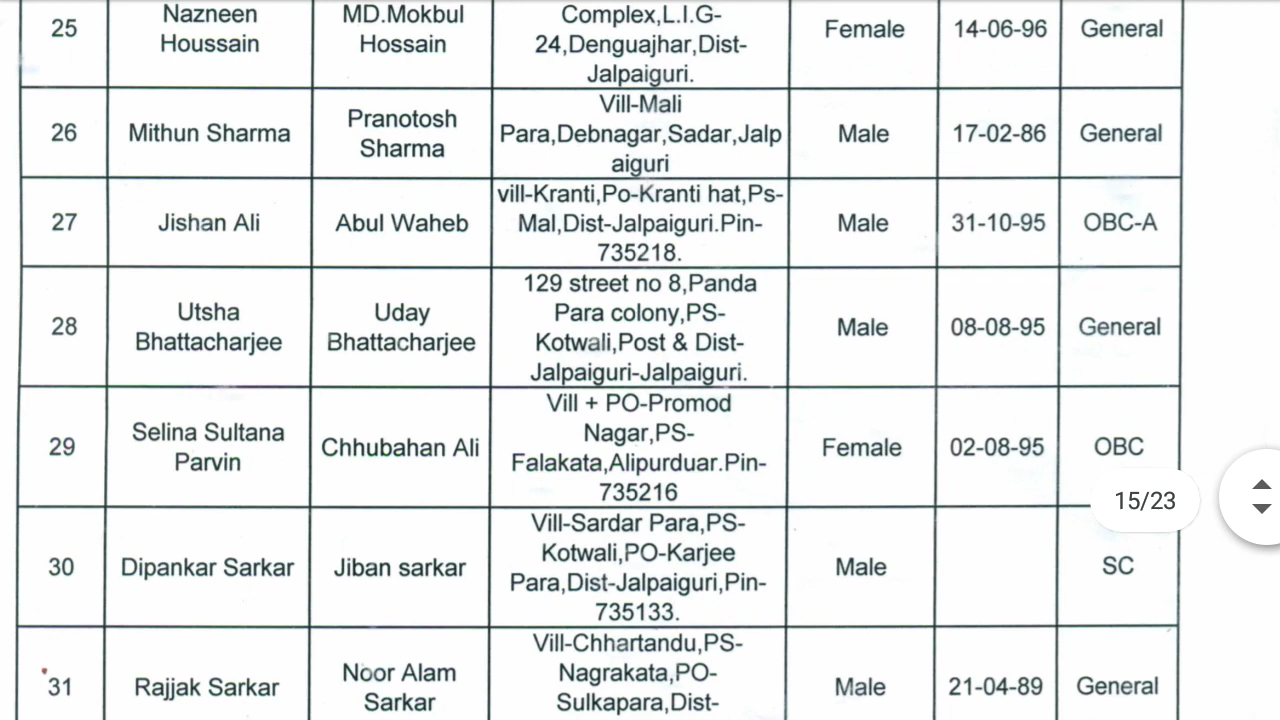 25
Nazneen
Houssain
MD.Mokbul
Hossain
Complex,L.I.G-
24,Denguajhar,Dist-
Jalpaiguri.
Female
14-06-96
General
26
Mithun Sharma
Pranotosh
Sharma
Vill-Mali
Para,Debnagar,Sadar,Jalp
aiguri
Male
17-02-86
General
27
Jishan Ali
Abul Waheb
vill-Kranti,Po-Kranti hat,Ps-
Mal,Dist-Jalpaiguri.Pin-
735218.
Male
31-10-95
OBC-A
28
Utsha
Bhattacharjee
Uday
Bhattacharjee
129 street no 8,Panda
Para colony,PS-
Kotwali,Post & Dist-
Jalpaiguri-Jalpaiguri.
Male
08-08-95
General
29
Selina Sultana
Parvin
Chhubahan Ali
Vill + PO-Promod
Nagar,PS-
Falakata,Alipurduar.Pin-
735216
Female
02-08-95
OBC
15/23
30
Dipankar Sarkar
Jiban sarkar
Vill-Sardar Para,PS-
Kotwali,PO-Karjee
Para,Dist-Jalpaiguri,Pin-
735133.
Male
SC
31
Rajjak Sarkar
Noor Alam
Sarkar
Vill-Chhartandu,PS-
Nagrakata,PO-
Sulkapara,Dist-
Male
21-04-89
General